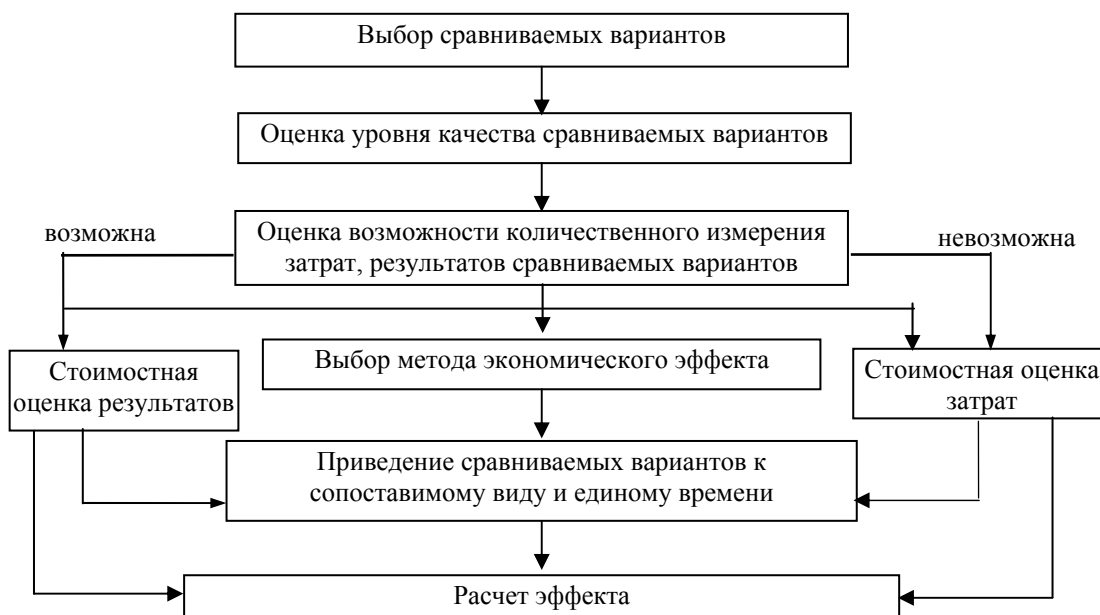 Выбор сравниваемых вариантов
Оценка уровня качества сравниваемых вариантов
возможна
Оценка возможности количественного измерения
затрат, результатов сравниваемых вариантов
невозможна
Стоимостная
оценка результатов
Выбор метода экономического эффекта
Стоимостная оценка
затрат
Приведение сравниваемых вариантов к
сопоставимому виду и единому времени
Расчет эффекта